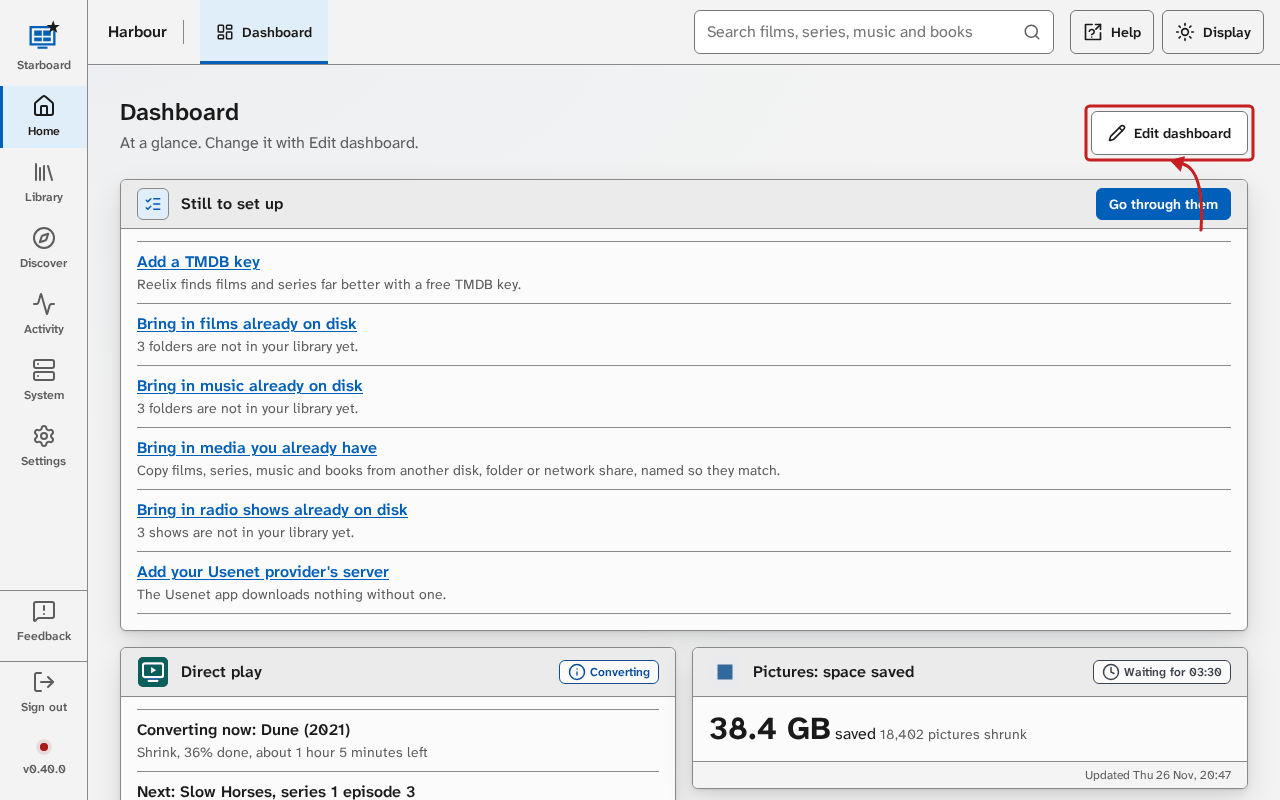 Starboard
Home
Library
Discover
Activity
System
Settings
Feedback
Sign out
v0.40.0
Harbour
Dashboard
Search films, series, music and books
Help
Display
Dashboard
At a glance. Change it with Edit dashboard.
Edit dashboard
Still to set up
Go through them
Add a TMDB key
Reelix finds films and series far better with a free TMDB key.
Bring in films already on disk
3 folders are not in your library yet.
Bring in music already on disk
3 folders are not in your library yet.
Bring in media you already have
Copy films, series, music and books from another disk, folder or network share, named so they match.
Bring in radio shows already on disk
3 shows are not in your library yet.
Add your Usenet provider's server
The Usenet app downloads nothing without one.
Direct play
Converting
Converting now: Dune (2021)
Shrink, 36% done, about 1 hour 5 minutes left
Next: Slow Horses, series 1 episode 3
Pictures: space saved
Waiting for 03:30
38.4 GB saved 18,402 pictures shrunk
Updated Thu 26 Nov, 20:47